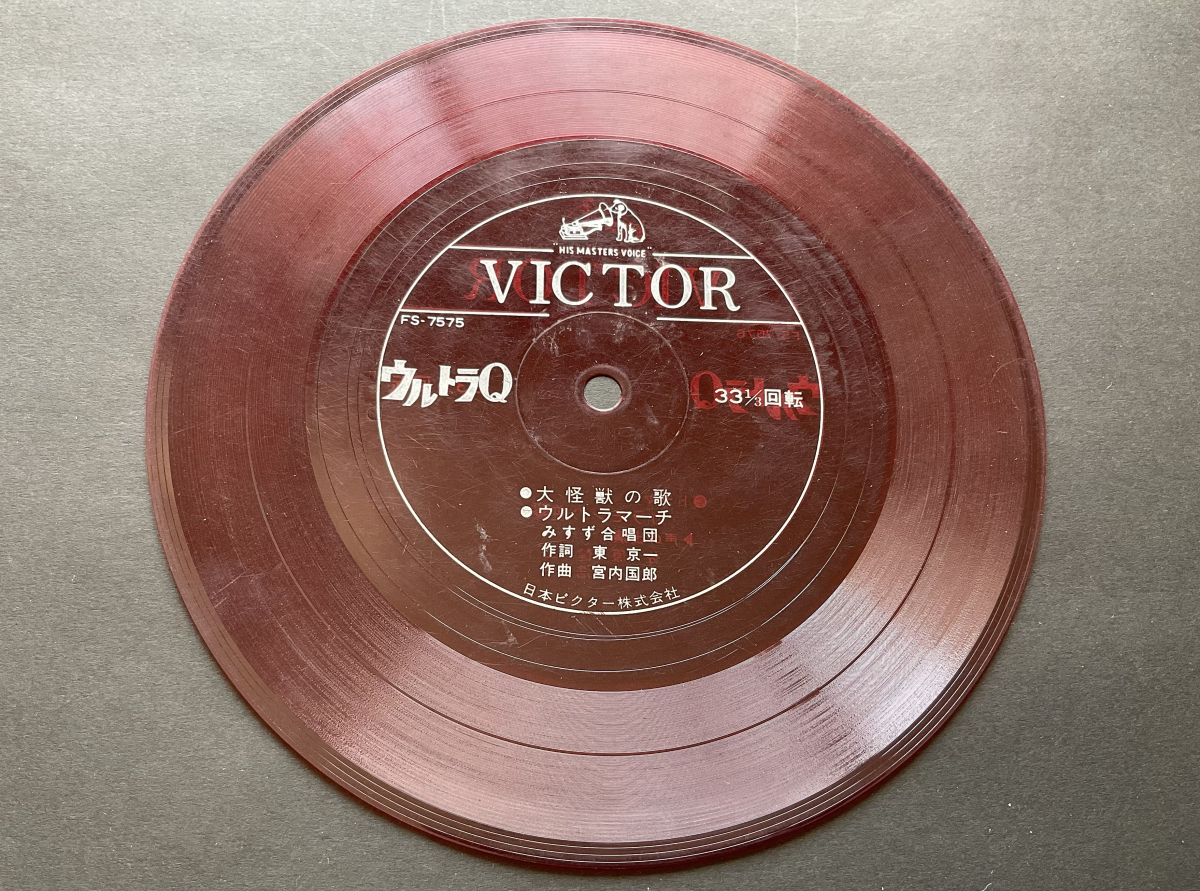 "HIS MASTERS VOICE"
VICTOR
FS-7575
ウルトラQ
33⅓回転
大怪獣の歌
ウルトラマーチ
みすず合唱団
作詞 東 京一
作曲 宮内国郎
日本ビクター株式会社